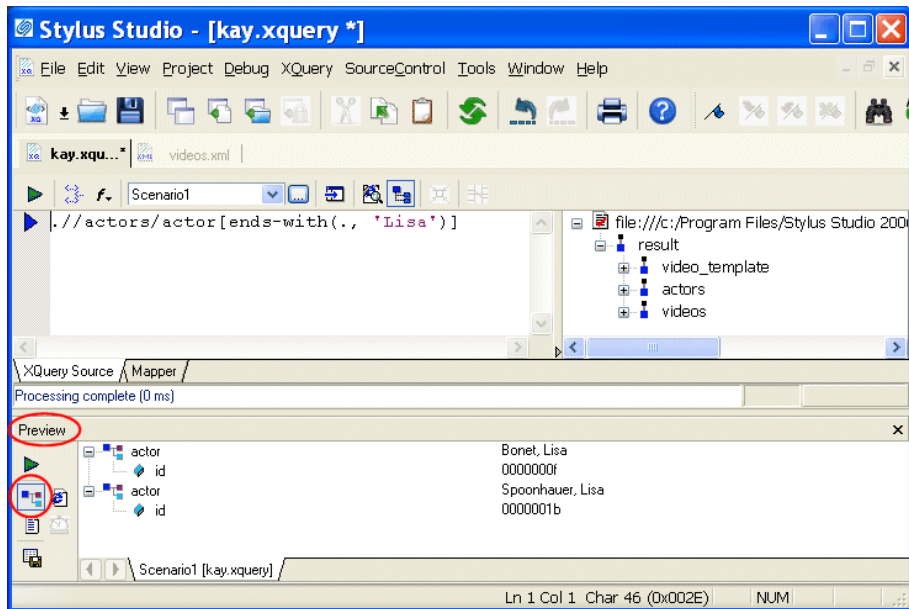 Stylus Studio - [kay.xquery *]
File Edit View Project Debug XQuery SourceControl Tools Window Help
kay.xqu...* videos.xml
Scenario1
.//actors/actor[ends-with(., 'Lisa')]
file:///c:/Program Files/Stylus Studio 200
result
video_template
actors
videos
XQuery Source Mapper
Processing complete (0 ms)
Preview
actor Bonet, Lisa
id 0000000f
actor Spoonhauer, Lisa
id 0000001b
Scenario1 [kay.xquery]
Ln 1 Col 1 Char 46 (0x002E) NUM